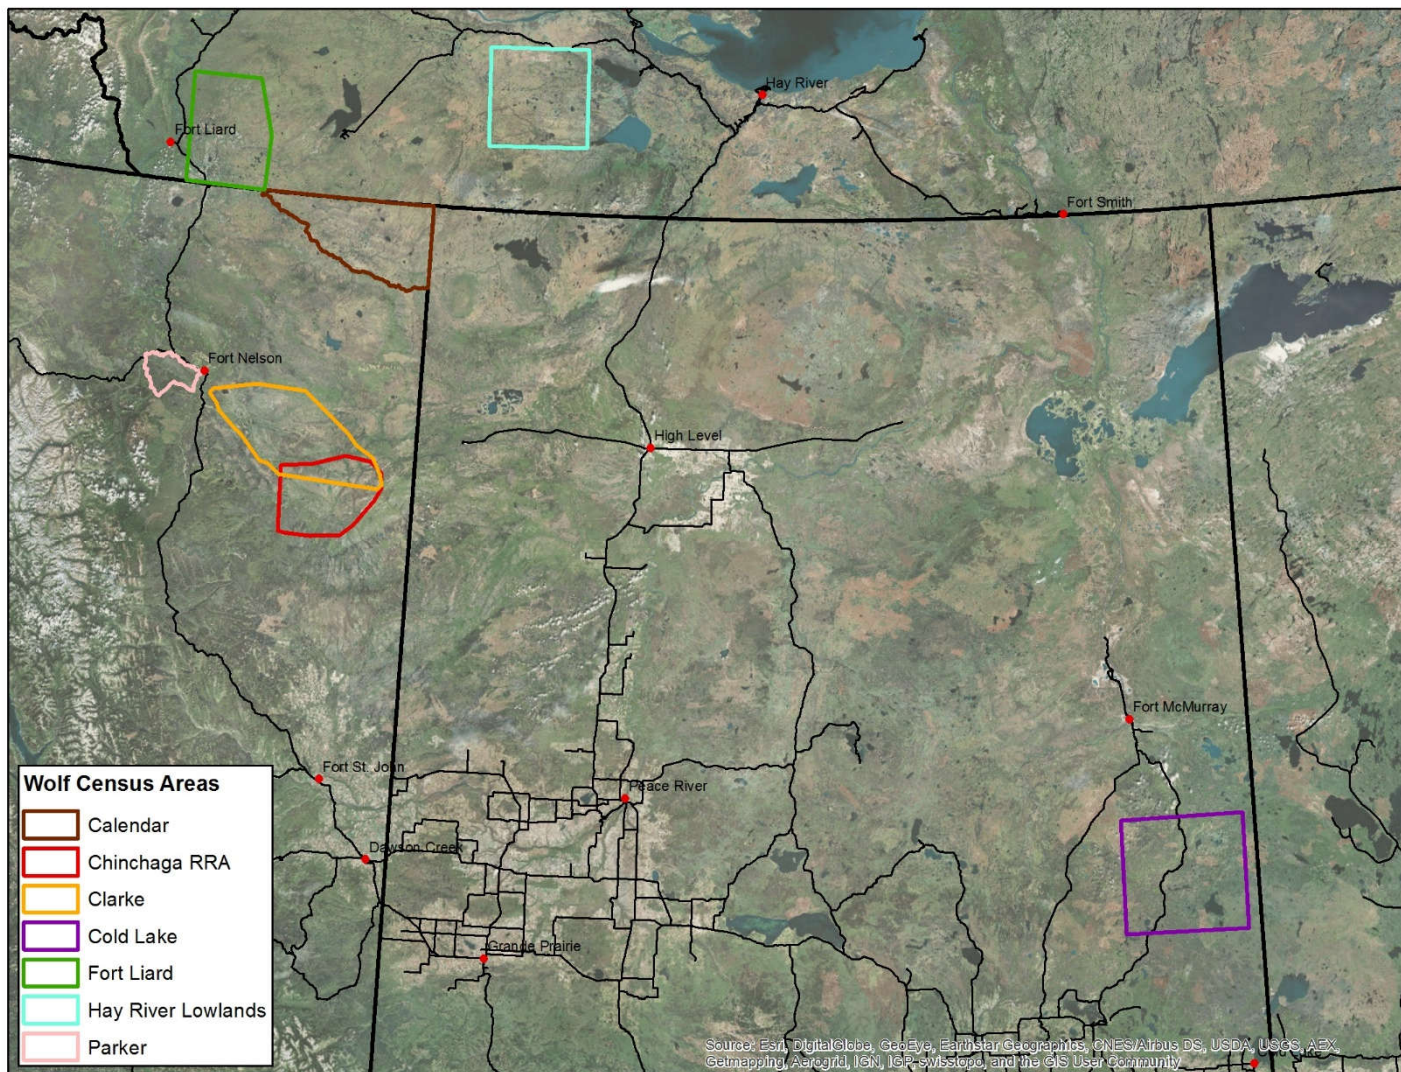 Hay River
Fort Liard
Fort Smith
Fort Nelson
High Level
Fort McMurray
Fort St. John
Peace River
Dawson Creek
Grande Prairie
Wolf Census Areas
Calendar
Chinchaga RRA
Clarke
Cold Lake
Fort Liard
Hay River Lowlands
Parker
Source: Esri, DigitalGlobe, GeoEye, Earthstar Geographics, CNES/Airbus DS, USDA, USGS, AEX,
Getmapping, Aerogrid, IGN, IGP, swisstopo, and the GIS User Community